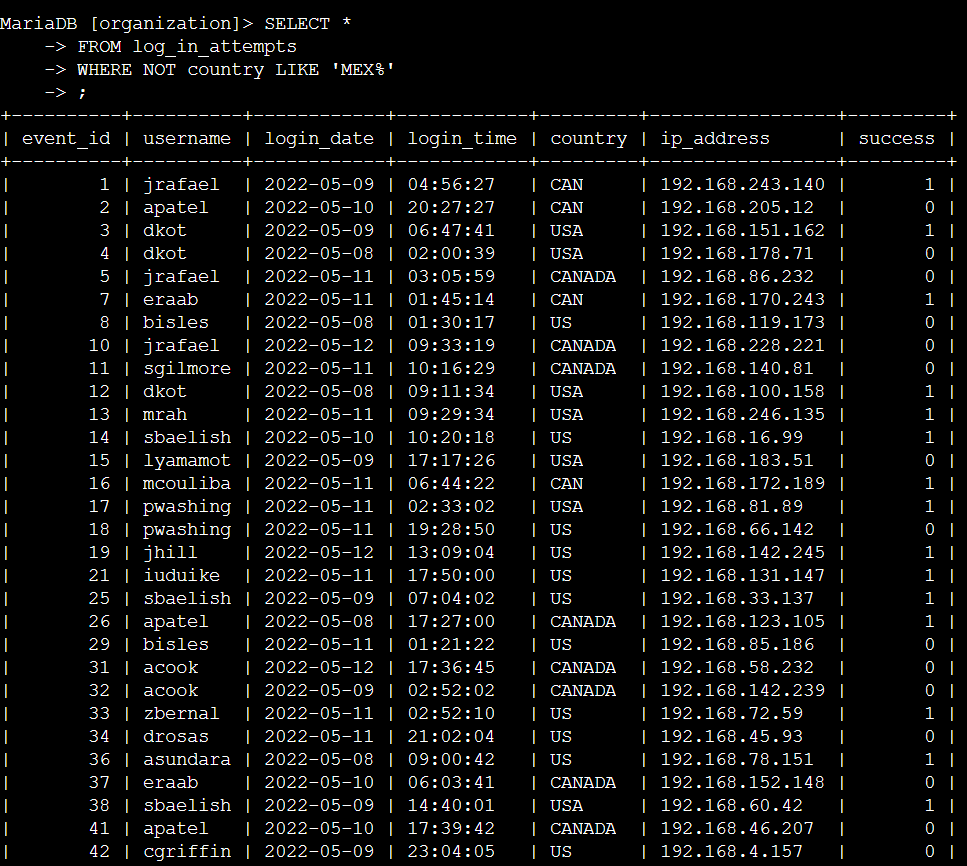 MariaDB [organization]> SELECT *
    -> FROM log_in_attempts
    -> WHERE NOT country LIKE 'MEX%'
    -> ;
+----------+----------+------------+------------+---------+-----------------+---------+
| event_id | username | login_date | login_time | country | ip_address      | success |
+----------+----------+------------+------------+---------+-----------------+---------+
|        1 | jrafael  | 2022-05-09 | 04:56:27   | CAN     | 192.168.243.140 |       1 |
|        2 | apatel   | 2022-05-10 | 20:27:27   | CAN     | 192.168.205.12  |       0 |
|        3 | dkot     | 2022-05-09 | 06:47:41   | USA     | 192.168.151.162 |       1 |
|        4 | dkot     | 2022-05-08 | 02:00:39   | USA     | 192.168.178.71  |       0 |
|        5 | jrafael  | 2022-05-11 | 03:05:59   | CANADA  | 192.168.86.232  |       0 |
|        7 | eraab    | 2022-05-11 | 01:45:14   | CAN     | 192.168.170.243 |       1 |
|        8 | bisles   | 2022-05-08 | 01:30:17   | US      | 192.168.119.173 |       0 |
|       10 | jrafael  | 2022-05-12 | 09:33:19   | CANADA  | 192.168.228.221 |       0 |
|       11 | sgilmore | 2022-05-11 | 10:16:29   | CANADA  | 192.168.140.81  |       0 |
|       12 | dkot     | 2022-05-08 | 09:11:34   | USA     | 192.168.100.158 |       1 |
|       13 | mrah     | 2022-05-11 | 09:29:34   | USA     | 192.168.246.135 |       1 |
|       14 | sbaelish | 2022-05-10 | 10:20:18   | US      | 192.168.16.99   |       1 |
|       15 | lyamamot | 2022-05-09 | 17:17:26   | USA     | 192.168.183.51  |       0 |
|       16 | mcouliba | 2022-05-11 | 06:44:22   | CAN     | 192.168.172.189 |       1 |
|       17 | pwashing | 2022-05-11 | 02:33:02   | USA     | 192.168.81.89   |       1 |
|       18 | pwashing | 2022-05-11 | 19:28:50   | US      | 192.168.66.142  |       0 |
|       19 | jhill    | 2022-05-12 | 13:09:04   | US      | 192.168.142.245 |       1 |
|       21 | iuduike  | 2022-05-11 | 17:50:00   | US      | 192.168.131.147 |       1 |
|       25 | sbaelish | 2022-05-09 | 07:04:02   | US      | 192.168.33.137  |       1 |
|       26 | apatel   | 2022-05-08 | 17:27:00   | CANADA  | 192.168.123.105 |       1 |
|       29 | bisles   | 2022-05-11 | 01:21:22   | US      | 192.168.85.186  |       0 |
|       31 | acook    | 2022-05-12 | 17:36:45   | CANADA  | 192.168.58.232  |       0 |
|       32 | acook    | 2022-05-09 | 02:52:02   | CANADA  | 192.168.142.239 |       0 |
|       33 | zbernal  | 2022-05-11 | 02:52:10   | US      | 192.168.72.59   |       1 |
|       34 | drosas   | 2022-05-11 | 21:02:04   | US      | 192.168.45.93   |       0 |
|       36 | asundara | 2022-05-08 | 09:00:42   | US      | 192.168.78.151  |       1 |
|       37 | eraab    | 2022-05-10 | 06:03:41   | CANADA  | 192.168.152.148 |       0 |
|       38 | sbaelish | 2022-05-09 | 14:40:01   | USA     | 192.168.60.42   |       1 |
|       41 | apatel   | 2022-05-10 | 17:39:42   | CANADA  | 192.168.46.207  |       0 |
|       42 | cgriffin | 2022-05-09 | 23:04:05   | US      | 192.168.4.157   |       0 |